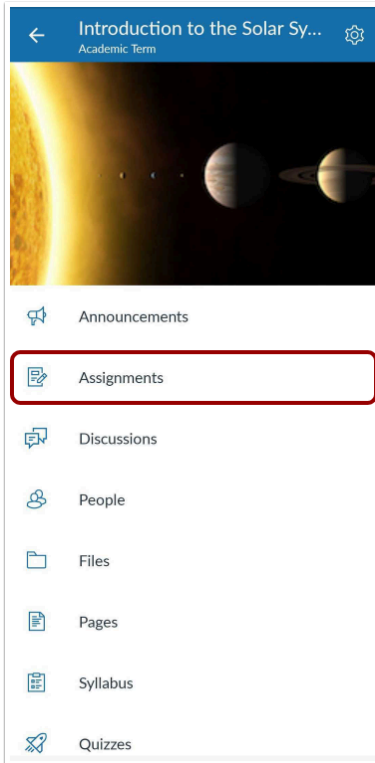 Introduction to the Solar Sy...
Academic Term
Announcements
Assignments
Discussions
People
Files
Pages
Syllabus
Quizzes